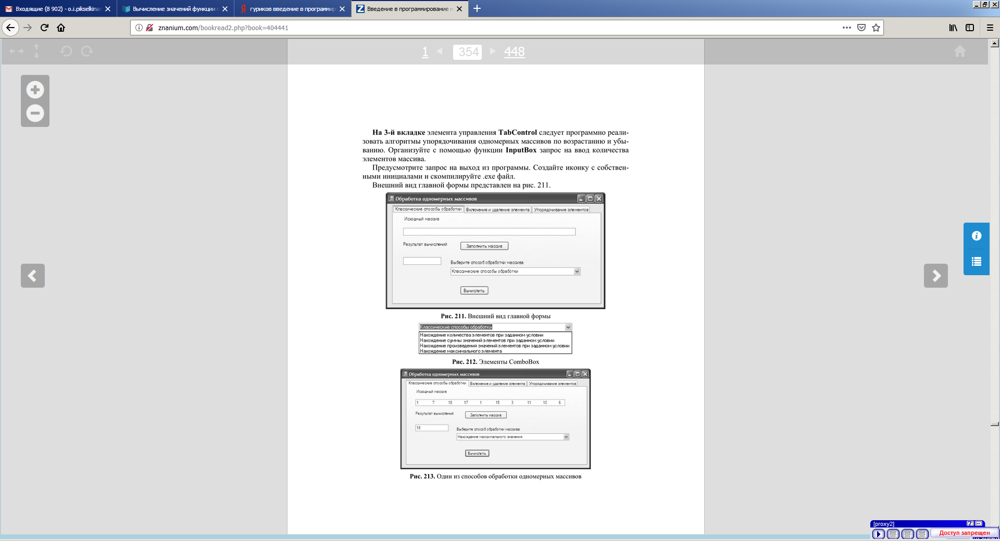 Входящие (8 902) - o.i.pikselkina
Вычисление значений функции
гуриков введение в программир
Введение в программирование н
znanium.com/bookread2.php?book=404441
1 354 448
На 3-й вкладке элемента управления TabControl следует программно реали-
зовать алгоритмы упорядочивания одномерных массивов по возрастанию и убы-
ванию. Организуйте с помощью функции InputBox запрос на ввод количества
элементов массива.
Предусмотрите запрос на выход из программы. Создайте иконку с собствен-
ными инициалами и скомпилируйте .exe файл.
Внешний вид главной формы представлен на рис. 211.
Обработка одномерных массивов
Классические способы обработки Включение и удаление элемента Упорядочивание элементов
Исходный массив
Результат вычислений Заполнить массив
Выберите способ обработки массива
Классические способы обработки
Вычислить
Рис. 211. Внешний вид главной формы
Классические способы обработки
Нахождение количества элементов при заданном условии
Нахождение суммы значений элементов при заданном условии
Нахождение произведения значений элементов при заданном условии
Нахождение максимального элемента
Рис. 212. Элементы ComboBox
Обработка одномерных массивов
Классические способы обработки Включение и удаление элемента Упорядочивание элементов
Исходный массив
1 7 18 17 1 15 3 11 10 6
Результат вычислений Заполнить массив
18
Выберите способ обработки массива
Нахождение максимального значения
Вычислить
Рис. 213. Один из способов обработки одномерных массивов
[proxy2]
Доступ запрещен